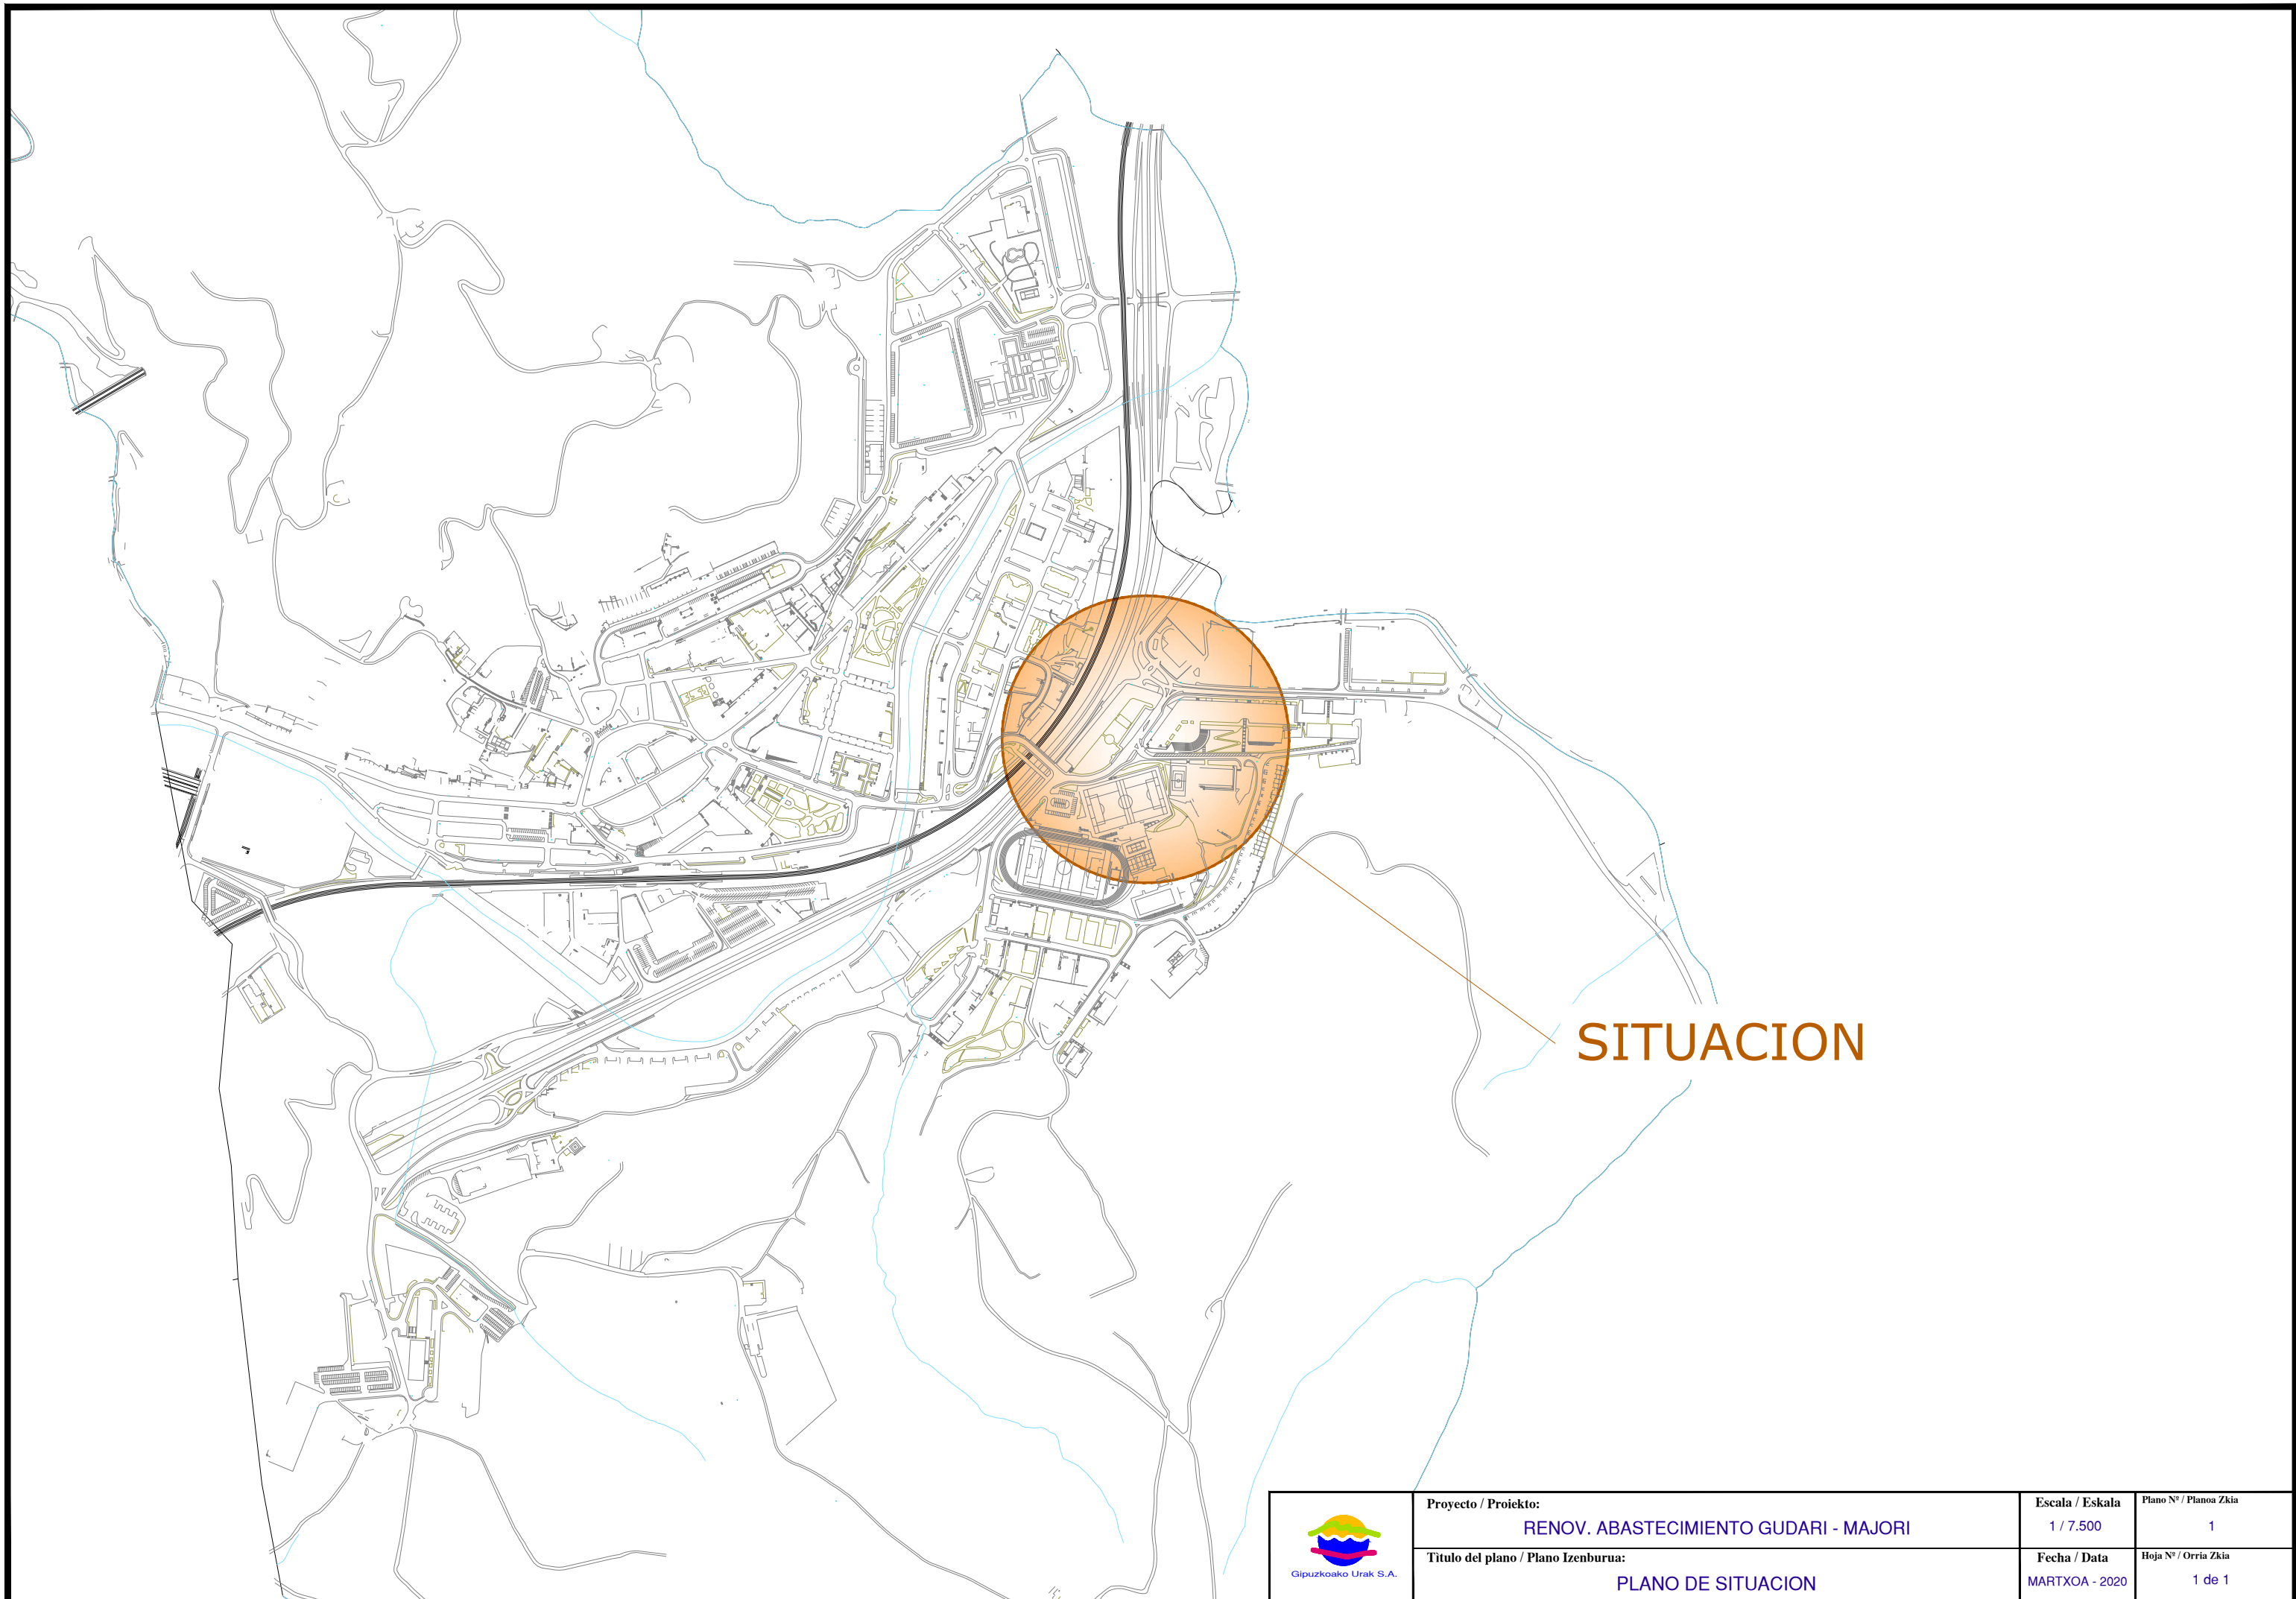 SITUACION
Gipuzkoako Urak S.A.
Proyecto / Proiekto:
RENOV. ABASTECIMIENTO GUDARI - MAJORI
Titulo del plano / Plano Izenburua:
PLANO DE SITUACION
Escala / Eskala
1 / 7.500
Plano Nº / Planoa Zkia
1
Fecha / Data
MARTXOA - 2020
Hoja Nº / Orria Zkia
1 de 1